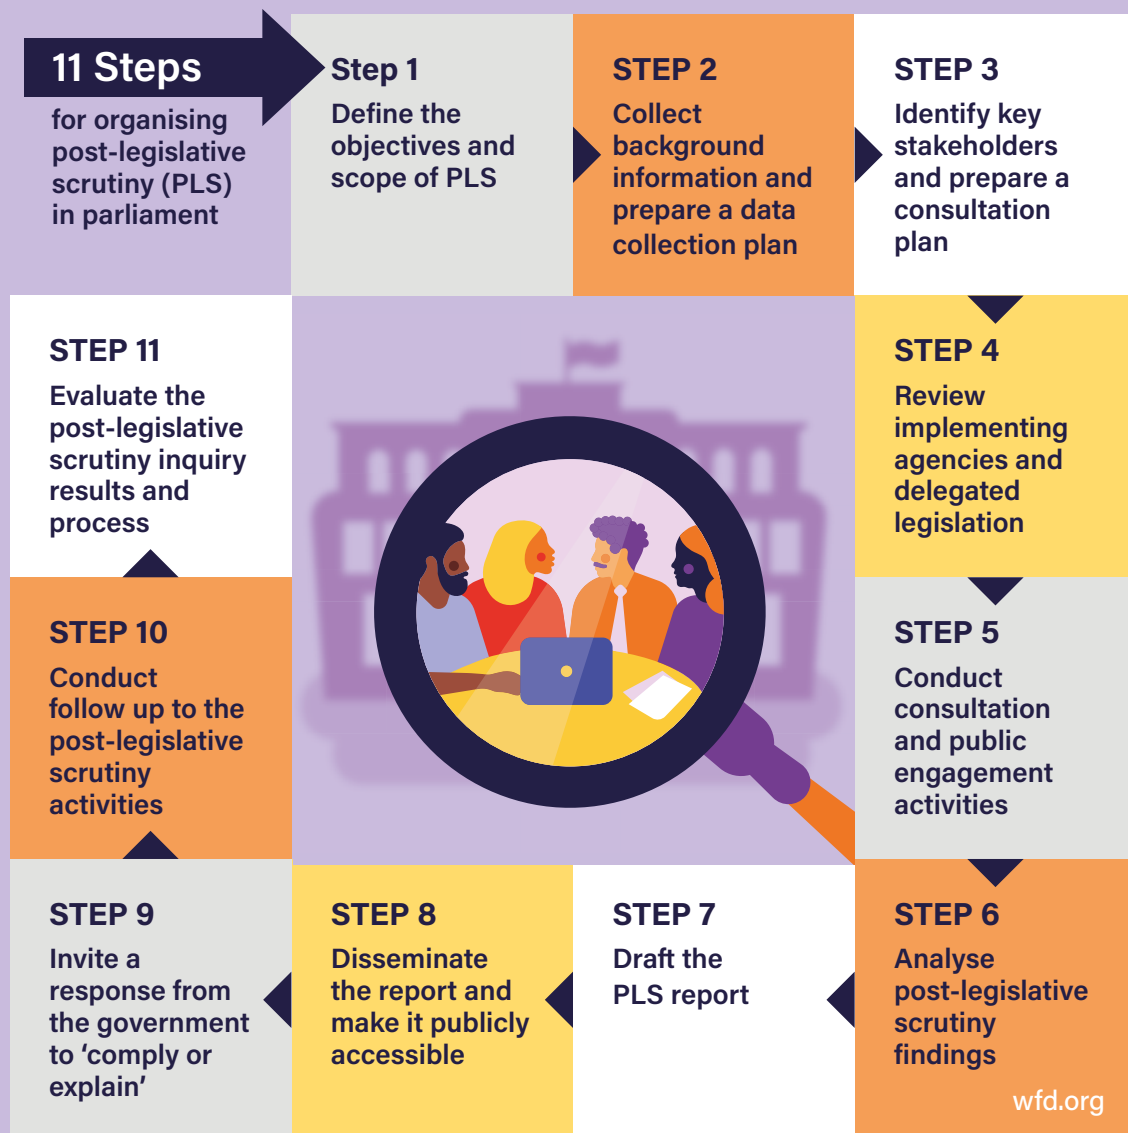 11 Steps
for organising
post-legislative
scrutiny (PLS)
in parliament
Step 1
Define the
objectives and
scope of PLS
STEP 2
Collect
background
information and
prepare a data
collection plan
STEP 3
Identify key
stakeholders
and prepare a
consultation
plan
STEP 4
Review
implementing
agencies and
delegated
legislation
STEP 5
Conduct
consultation
and public
engagement
activities
STEP 6
Analyse
post-legislative
scrutiny
findings
STEP 7
Draft the
PLS report
STEP 8
Disseminate
the report and
make it publicly
accessible
STEP 9
Invite a
response from
the government
to ‘comply or
explain’
STEP 10
Conduct
follow up to the
post-legislative
scrutiny
activities
STEP 11
Evaluate the
post-legislative
scrutiny inquiry
results and
process
wfd.org